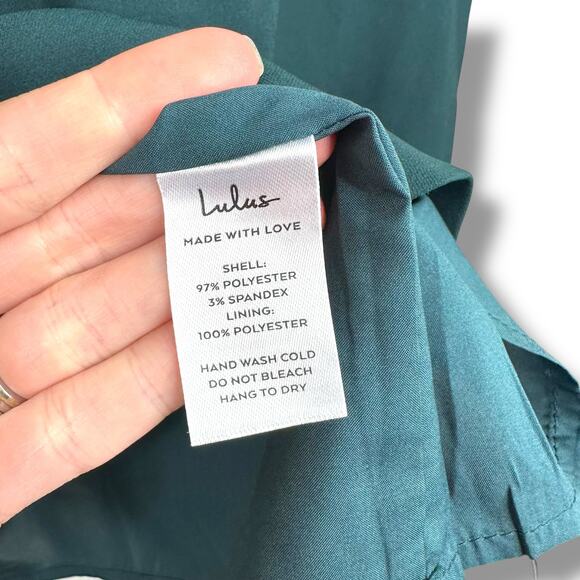 Lulus
MADE WITH LOVE
SHELL:
97% POLYESTER
3% SPANDEX
LINING:
100% POLYESTER
HAND WASH COLD
DO NOT BLEACH
HANG TO DRY